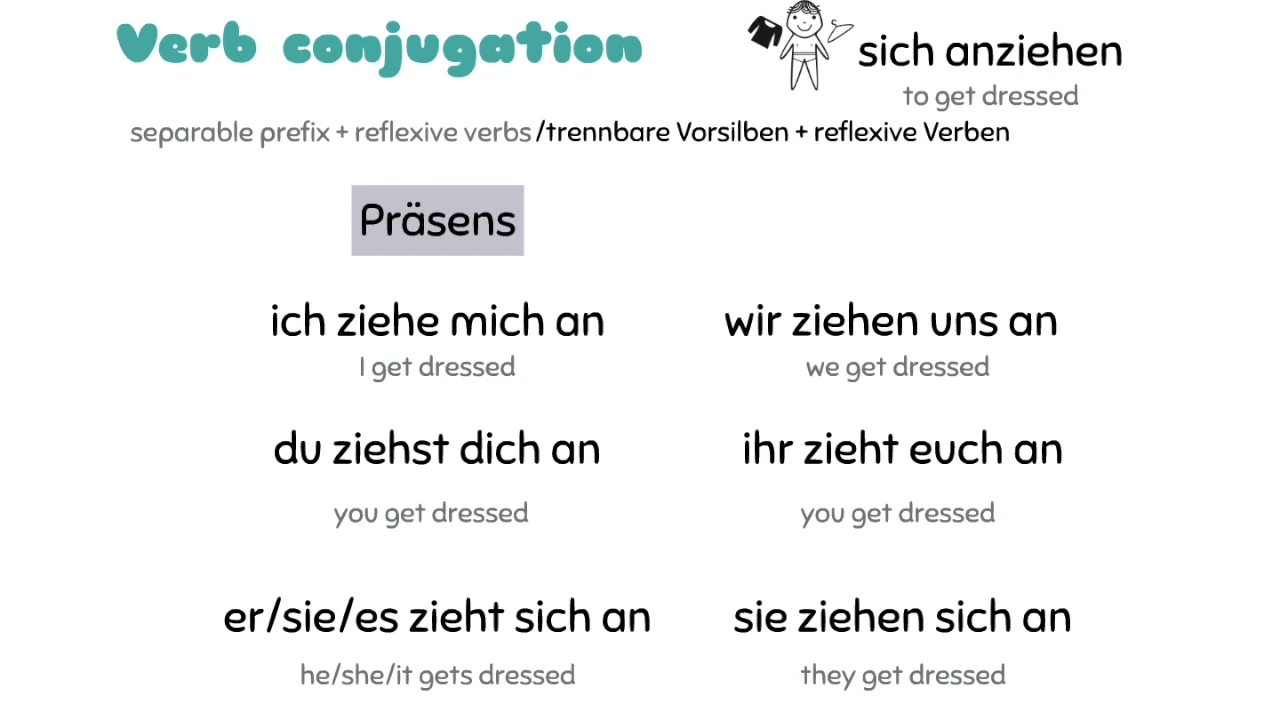 Verb conjugation
sich anziehen
to get dressed
separable prefix + reflexive verbs /trennbare Vorsilben + reflexive Verben
Präsens
ich ziehe mich an
I get dressed
wir ziehen uns an
we get dressed
du ziehst dich an
you get dressed
ihr zieht euch an
you get dressed
er/sie/es zieht sich an
he/she/it gets dressed
sie ziehen sich an
they get dressed